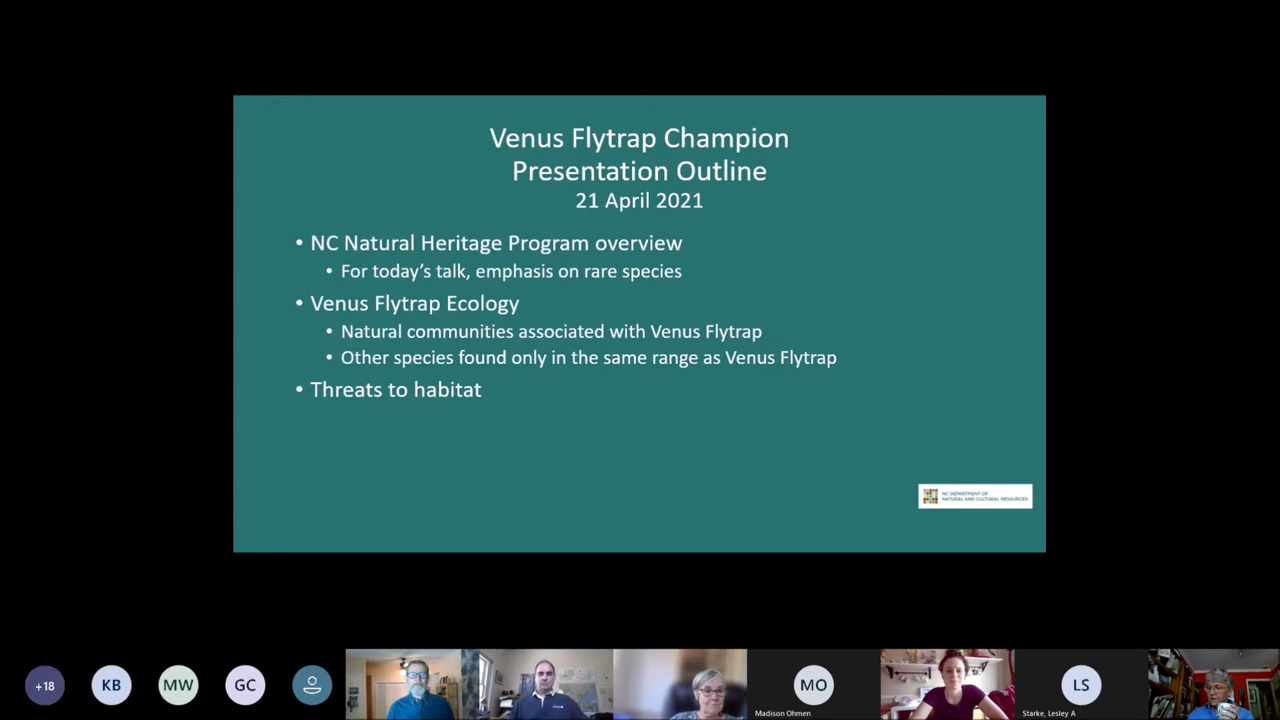 Venus Flytrap Champion
Presentation Outline
21 April 2021
• NC Natural Heritage Program overview
• For today's talk, emphasis on rare species
• Venus Flytrap Ecology
• Natural communities associated with Venus Flytrap
• Other species found only in the same range as Venus Flytrap
• Threats to habitat
NC DEPARTMENT OF
NATURAL AND CULTURAL RESOURCES
+18
KB
MW
GC
MO
LS
Madison Ohmen
Starke, Lesley A